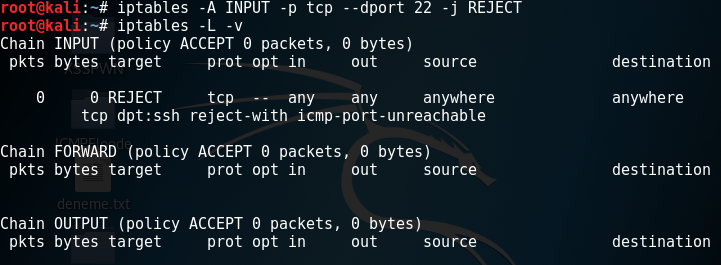 root@kali:~# iptables -A INPUT -p tcp --dport 22 -j REJECT
root@kali:~# iptables -L -v
Chain INPUT (policy ACCEPT 0 packets, 0 bytes)
 pkts bytes target     prot opt in     out     source               destination
    0     0 REJECT     tcp  --  any    any     anywhere             anywhere
         tcp dpt:ssh reject-with icmp-port-unreachable
Chain FORWARD (policy ACCEPT 0 packets, 0 bytes)
 pkts bytes target     prot opt in     out     source               destination
deneme.txt
Chain OUTPUT (policy ACCEPT 0 packets, 0 bytes)
 pkts bytes target     prot opt in     out     source               destination